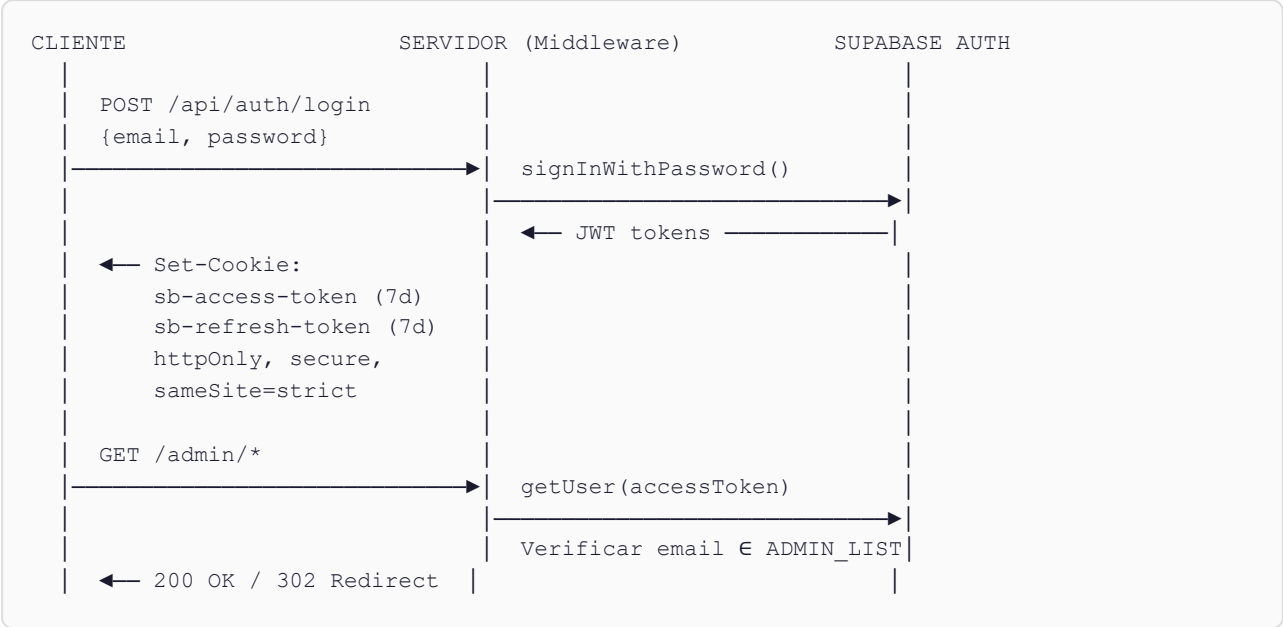 CLIENTE SERVIDOR (Middleware) SUPABASE AUTH
POST /api/auth/login
{email, password}
signInWithPassword()
JWT tokens
Set-Cookie:
sb-access-token (7d)
sb-refresh-token (7d)
httpOnly, secure,
sameSite=strict
GET /admin/*
getUser(accessToken)
Verificar email ∈ ADMIN_LIST
200 OK / 302 Redirect